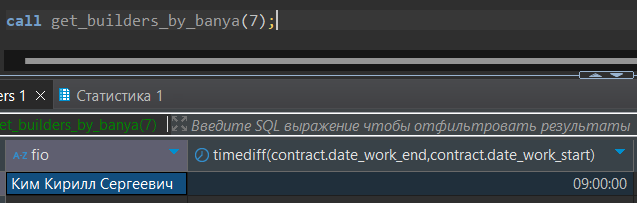 call get_builders_by_banya(7);
ers 1 Статистика 1
et_builders_by_banya(7) Введите SQL выражение чтобы отфильтровать результаты
A-Z fio timediff(contract.date_work_end,contract.date_work_start)
Ким Кирилл Сергеевич 09:00:00